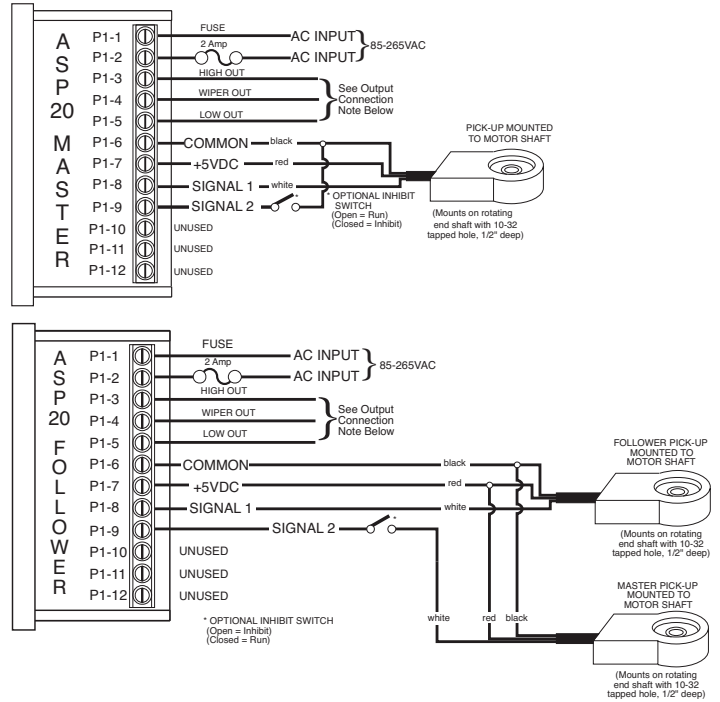 ASP20 MASTER
P1-1
P1-2
P1-3
P1-4
P1-5
P1-6
P1-7
P1-8
P1-9
P1-10
P1-11
P1-12
FUSE
2 Amp
AC INPUT
AC INPUT
85-265VAC
HIGH OUT
WIPER OUT
LOW OUT
See Output
Connection
Note Below
COMMON
black
+5VDC
red
SIGNAL 1
white
SIGNAL 2
*
* OPTIONAL INHIBIT
SWITCH
(Open = Run)
(Closed = Inhibit)
UNUSED
UNUSED
UNUSED
PICK-UP MOUNTED
TO MOTOR SHAFT
(Mounts on rotating
end shaft with 10-32
tapped hole, 1/2" deep)
ASP20 FOLLOWER
P1-1
P1-2
P1-3
P1-4
P1-5
P1-6
P1-7
P1-8
P1-9
P1-10
P1-11
P1-12
FUSE
2 Amp
AC INPUT
AC INPUT
85-265VAC
HIGH OUT
WIPER OUT
LOW OUT
See Output
Connection
Note Below
COMMON
black
+5VDC
red
SIGNAL 1
white
SIGNAL 2
*
UNUSED
UNUSED
UNUSED
* OPTIONAL INHIBIT SWITCH
(Open = Inhibit)
(Closed = Run)
white
red
black
FOLLOWER PICK-UP
MOUNTED TO
MOTOR SHAFT
(Mounts on rotating
end shaft with 10-32
tapped hole, 1/2" deep)
MASTER PICK-UP
MOUNTED TO
MOTOR SHAFT
(Mounts on rotating
end shaft with 10-32
tapped hole, 1/2" deep)